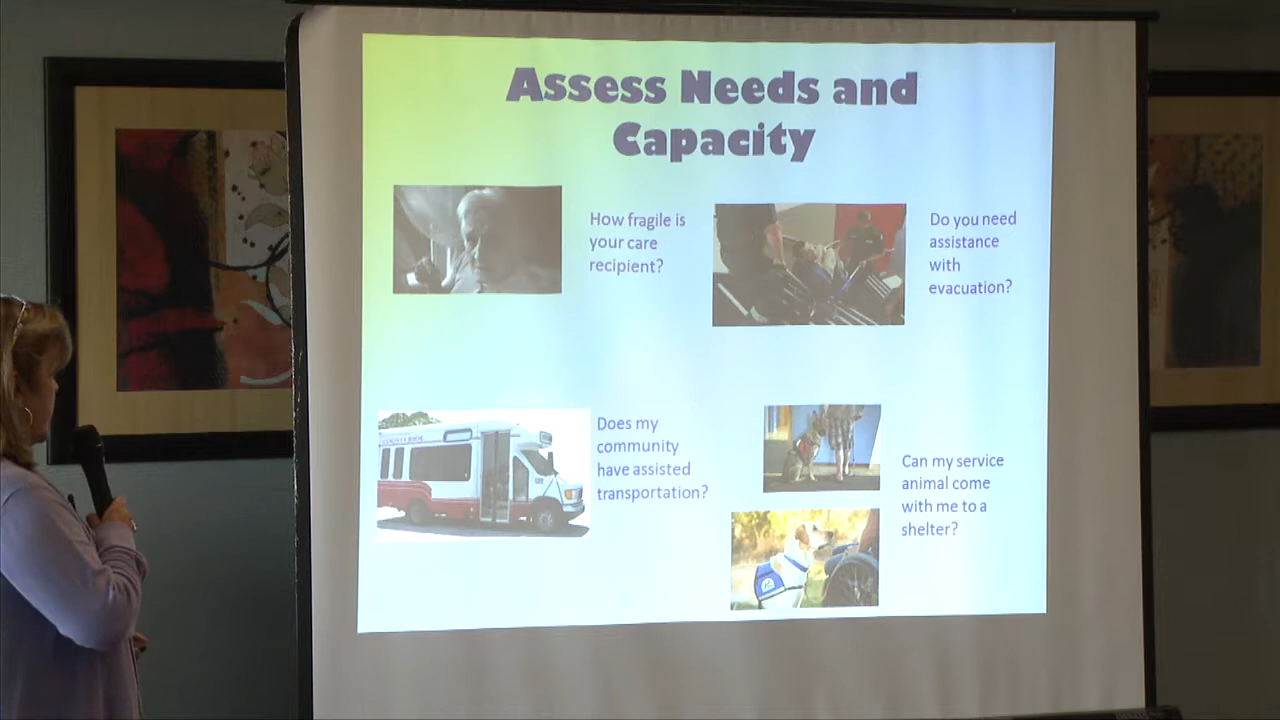 Assess Needs and
Capacity
How fragile is
your care
recipient?
Do you need
assistance
with
evacuation?
Does my
community
have assisted
transportation?
Can my service
animal come
with me to a
shelter?